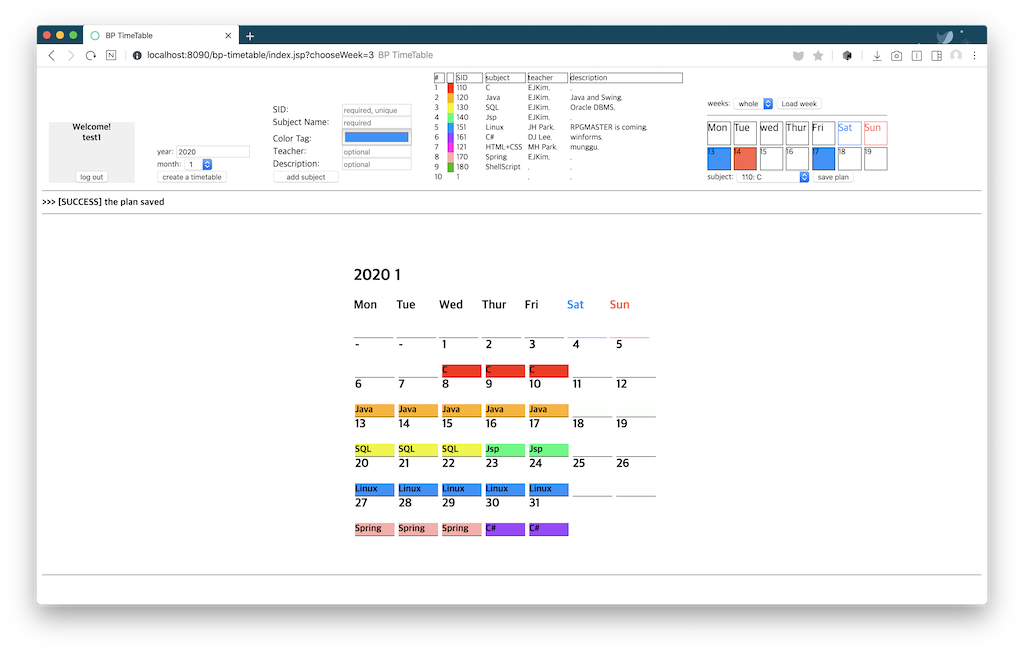 BP TimeTable
localhost:8090/bp-timetable/index.jsp?chooseWeek=3 BP TimeTable
Welcome!
test1
log out
year: 2020
month: 1
create a timetable
SID: required, unique
Subject Name: required
Color Tag:
Teacher: optional
Description: optional
add subject
# SID subject teacher description
1 110 C EJKim. .
2 120 Java EJKim. Java and Swing.
3 130 SQL EJKim. Oracle DBMS.
4 140 Jsp EJKim. .
5 151 Linux JH Park. RPGMASTER is coming.
6 161 C# DJ Lee. winforms.
7 121 HTML+CSS MH Park. munggu.
8 170 Spring EJKim. .
9 180 ShellScript . .
10 1 . .
weeks: whole Load week
Mon Tue wed Thur Fri Sat Sun
13 14 15 16 17 18 19
subject: 110: C save plan
>>> [SUCCESS] the plan saved
2020 1
Mon Tue Wed Thur Fri Sat Sun
- - 1 2 3 4 5
C C C
6 7 8 9 10 11 12
Java Java Java Java Java
13 14 15 16 17 18 19
SQL SQL SQL Jsp Jsp
20 21 22 23 24 25 26
Linux Linux Linux Linux Linux
27 28 29 30 31
Spring Spring Spring C# C#